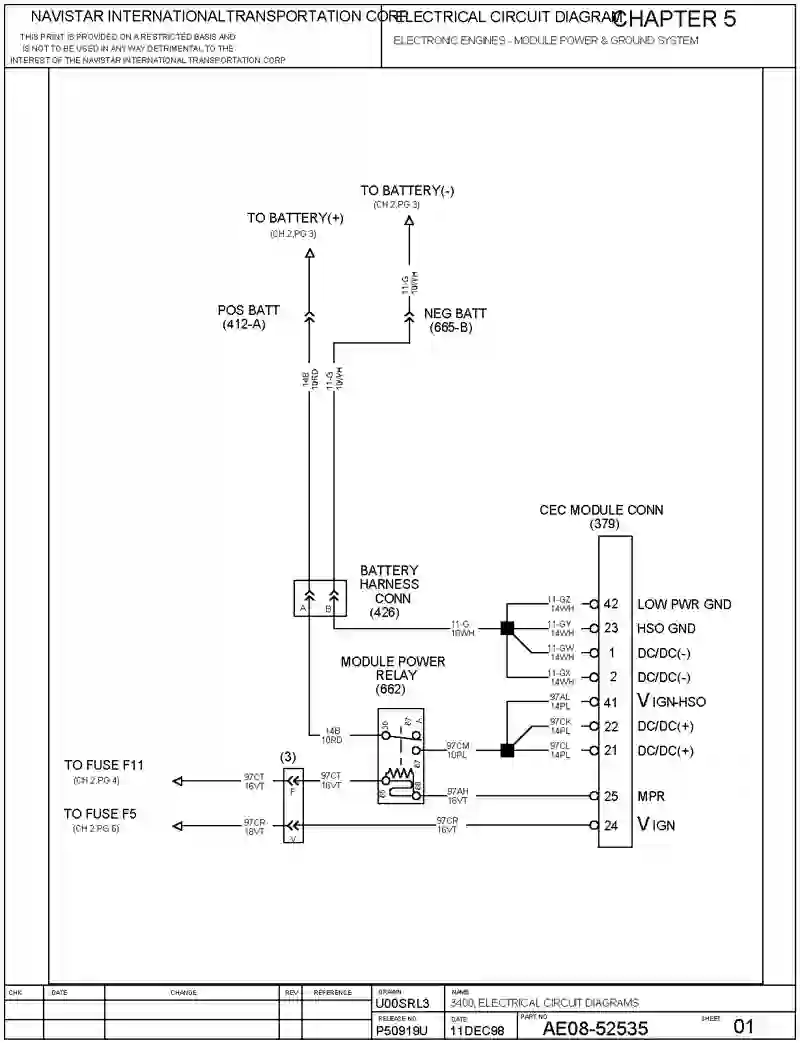 NAVISTAR INTERNATIONALTRANSPORTATION CORP.
ELECTRICAL CIRCUIT DIAGRAM
CHAPTER 5
THIS PRINT IS PROVIDED ON A RESTRICTED BASIS AND
IS NOT TO BE USED IN ANY WAY DETRIMENTAL TO THE
INTEREST OF THE NAVISTAR INTERNATIONAL TRANSPORTATION CORP
ELECTRONIC ENGINES - MODULE POWER & GROUND SYSTEM
TO BATTERY(-)
(CH 2,PG 3)
TO BATTERY(+)
(CH 2,PG 3)
11-G
10WH
POS BATT
(412-A)
NEG BATT
(665-B)
14B
10RD
11-G
10WH
CEC MODULE CONN
(379)
BATTERY
HARNESS
CONN
(426)
A
B
11-G
10WH
11-GZ
14WH
42
LOW PWR GND
11-GY
14WH
23
HSO GND
11-GW
14WH
1
DC/DC(-)
11-GX
14WH
2
DC/DC(-)
MODULE POWER
RELAY
(662)
97AL
14PL
41
VIGN-HSO
97CK
14PL
22
DC/DC(+)
14B
10RD
30
87
A
87
97CM
10PL
97CL
14PL
21
DC/DC(+)
TO FUSE F11
(CH 2,PG 4)
(3)
97CT
16VT
F
97CT
16VT
85
86
97AH
16VT
25
MPR
TO FUSE F5
(CH 2,PG 6)
97CR
18VT
V
97CR
16VT
24
VIGN
CHK
DATE
CHANGE
REV
REFERENCE
DRAWN
U00SRL3
NAME
3400, ELECTRICAL CIRCUIT DIAGRAMS
RELEASE NO.
P50919U
DATE
11DEC98
PART NO.
AE08-52535
SHEET
01